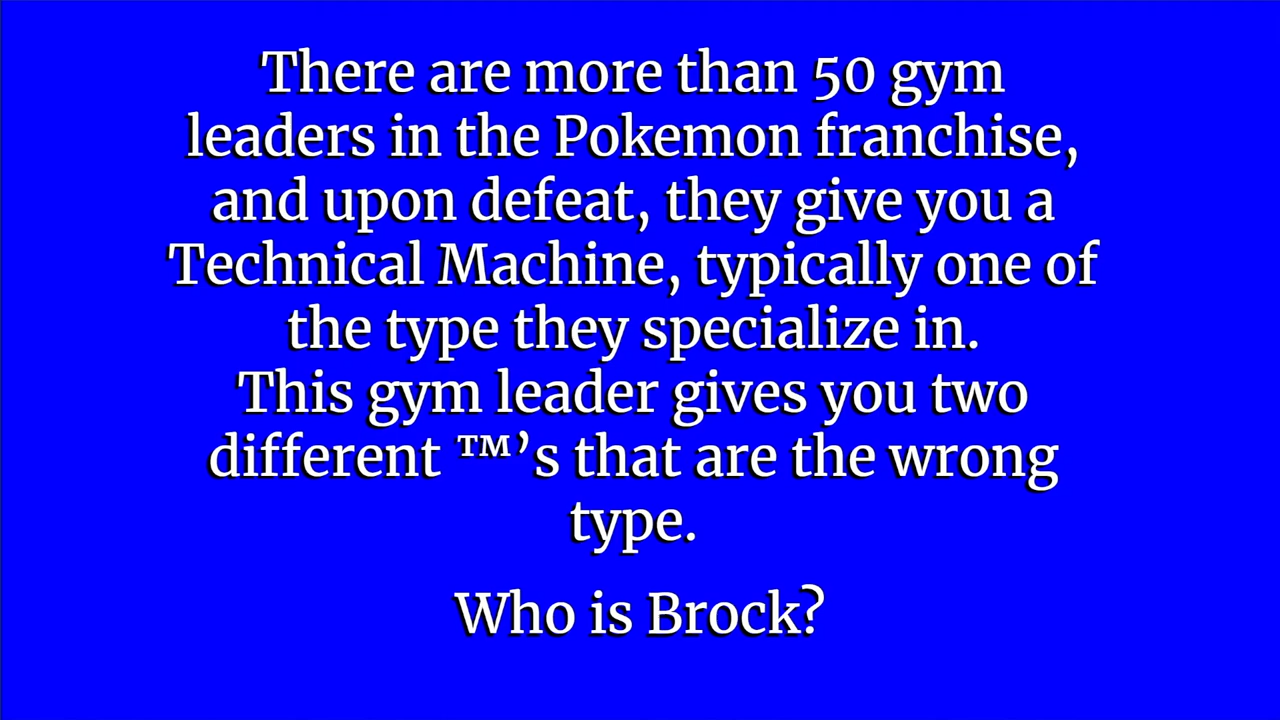 There are more than 50 gym
leaders in the Pokemon franchise,
and upon defeat, they give you a
Technical Machine, typically one of
the type they specialize in.
This gym leader gives you two
different ™’s that are the wrong
type.
Who is Brock?